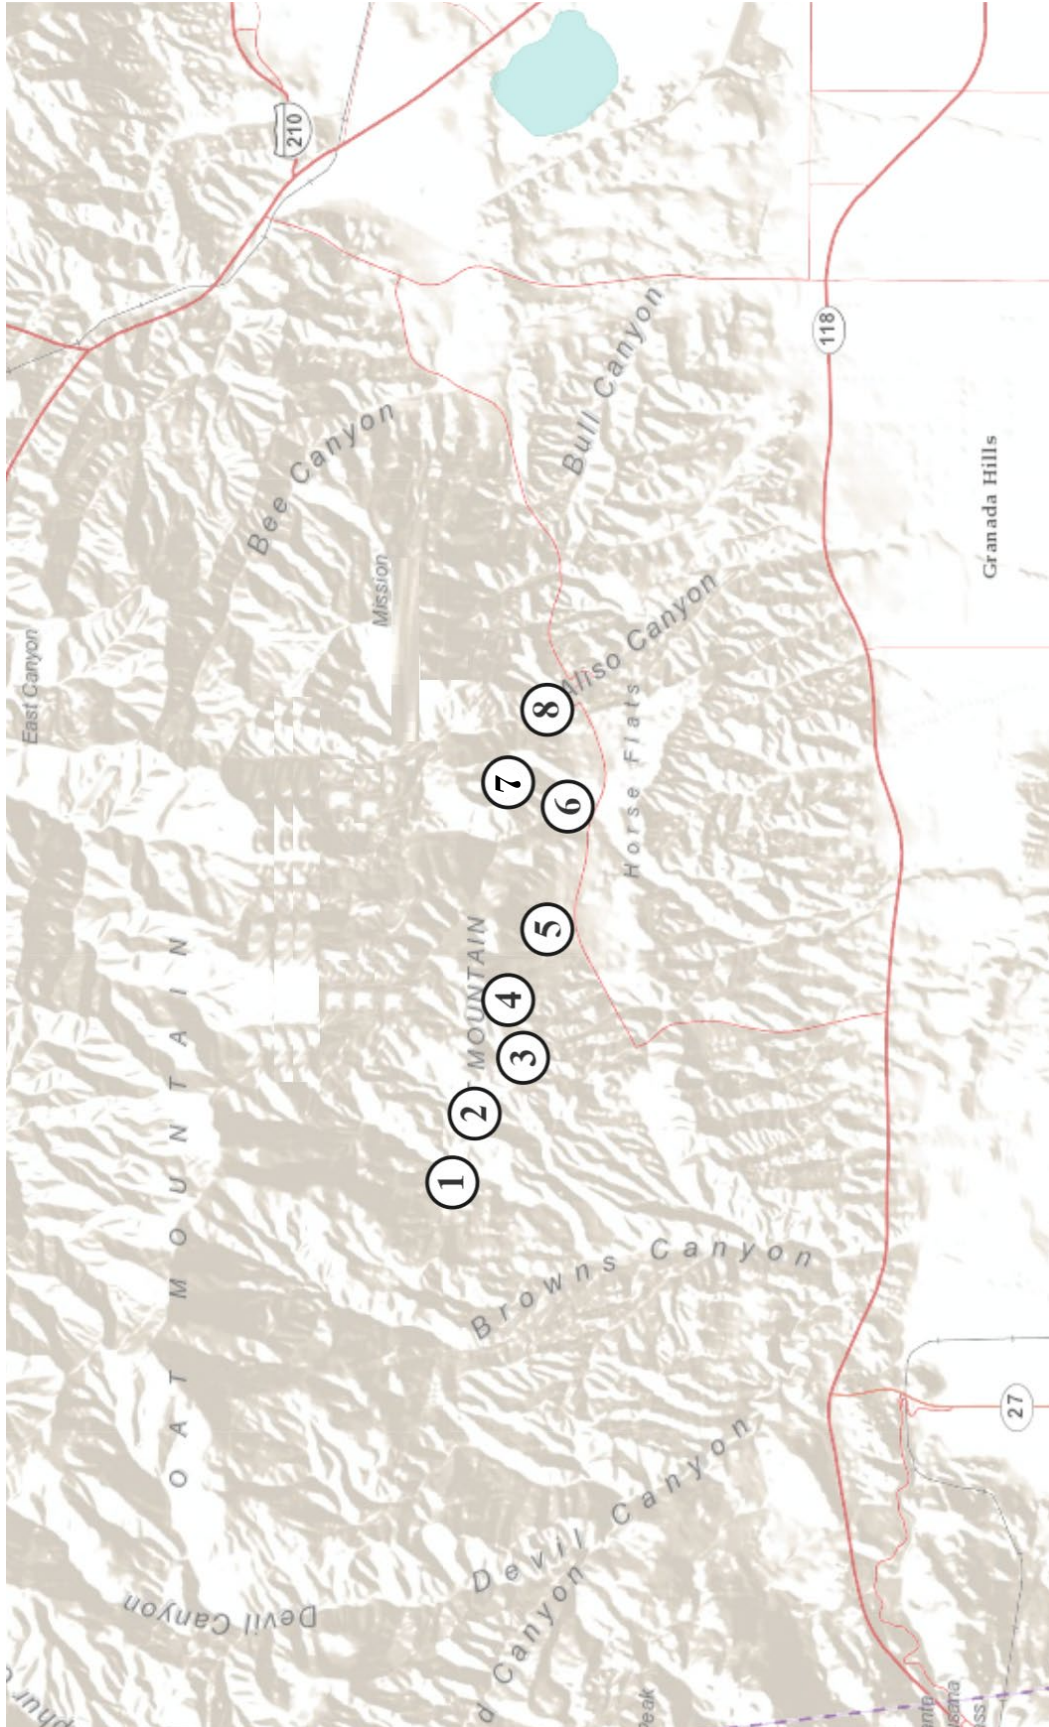 210
118
27
East Canyon
Bee Canyon
Bull Canyon
Mission
Aliso Canyon
Horse Flats
Granada Hills
OAT MOUNTAIN
MOUNTAIN
1
2
3
4
5
6
7
8
Browns Canyon
Devil Canyon
Devil Canyon
Canyon